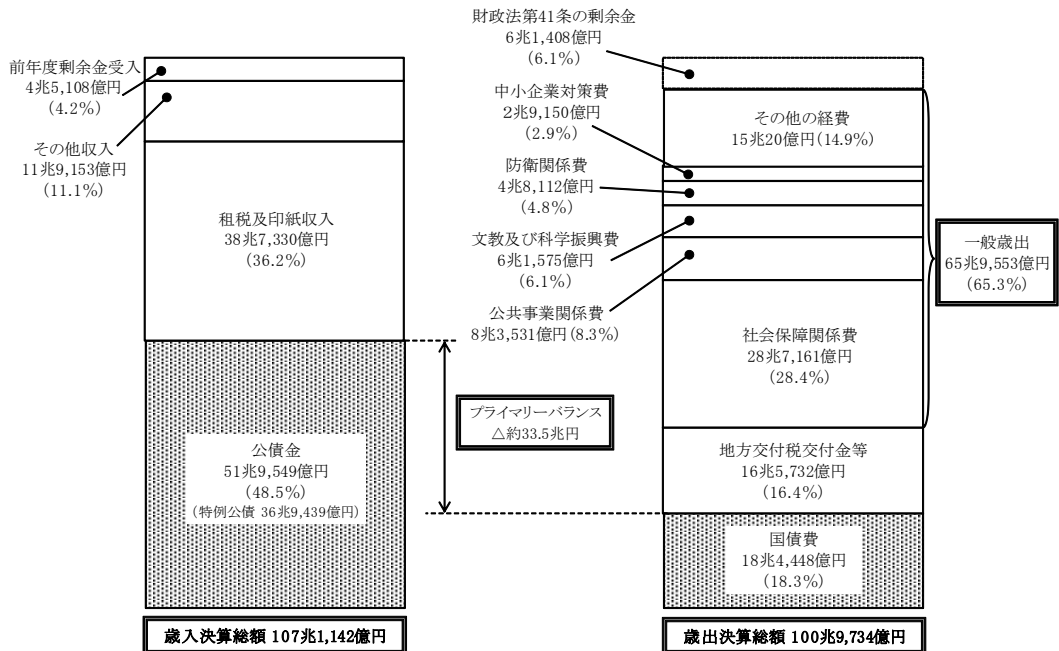 前年度剰余金受入
4兆5,108億円
(4.2%)
その他収入
11兆9,153億円
(11.1%)
租税及印紙収入
38兆7,330億円
(36.2%)
公債金
51兆9,549億円
(48.5%)
(特例公債 36兆9,439億円)
歳入決算総額 107兆1,142億円
プライマリーバランス
△約33.5兆円
財政法第41条の剰余金
6兆1,408億円
(6.1%)
中小企業対策費
2兆9,150億円
(2.9%)
防衛関係費
4兆8,112億円
(4.8%)
文教及び科学振興費
6兆1,575億円
(6.1%)
公共事業関係費
8兆3,531億円(8.3%)
その他の経費
15兆20億円(14.9%)
社会保障関係費
28兆7,161億円
(28.4%)
地方交付税交付金等
16兆5,732億円
(16.4%)
国債費
18兆4,448億円
(18.3%)
歳出決算総額 100兆9,734億円
一般歳出
65兆9,553億円
(65.3%)